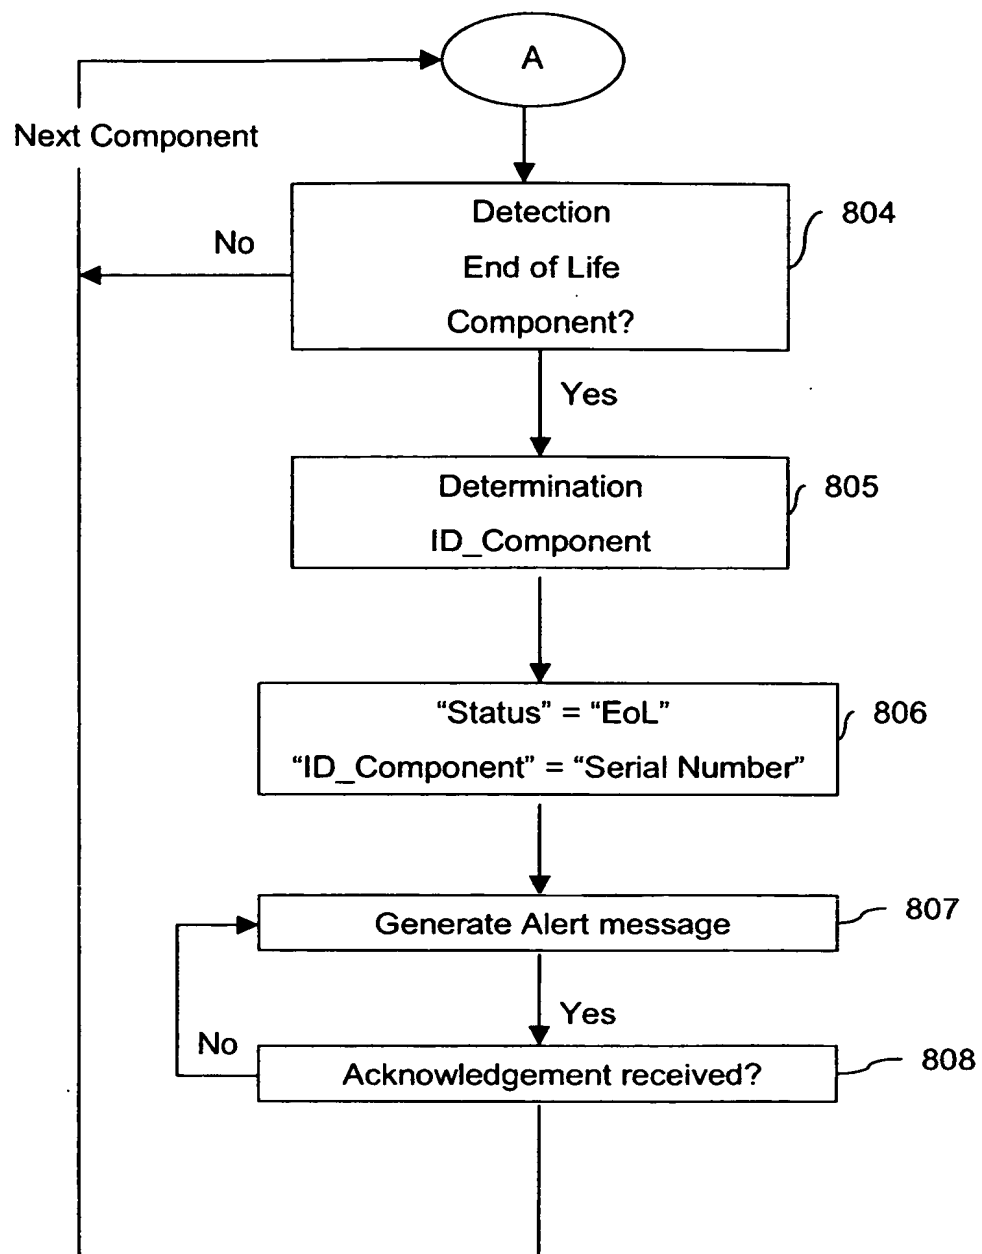 A
Next Component
Detection
End of Life
Component?
804
No
Yes
Determination
ID_Component
805
“Status” = “EoL”
“ID_Component” = “Serial Number”
806
Generate Alert message
807
Yes
No
Acknowledgement received?
808